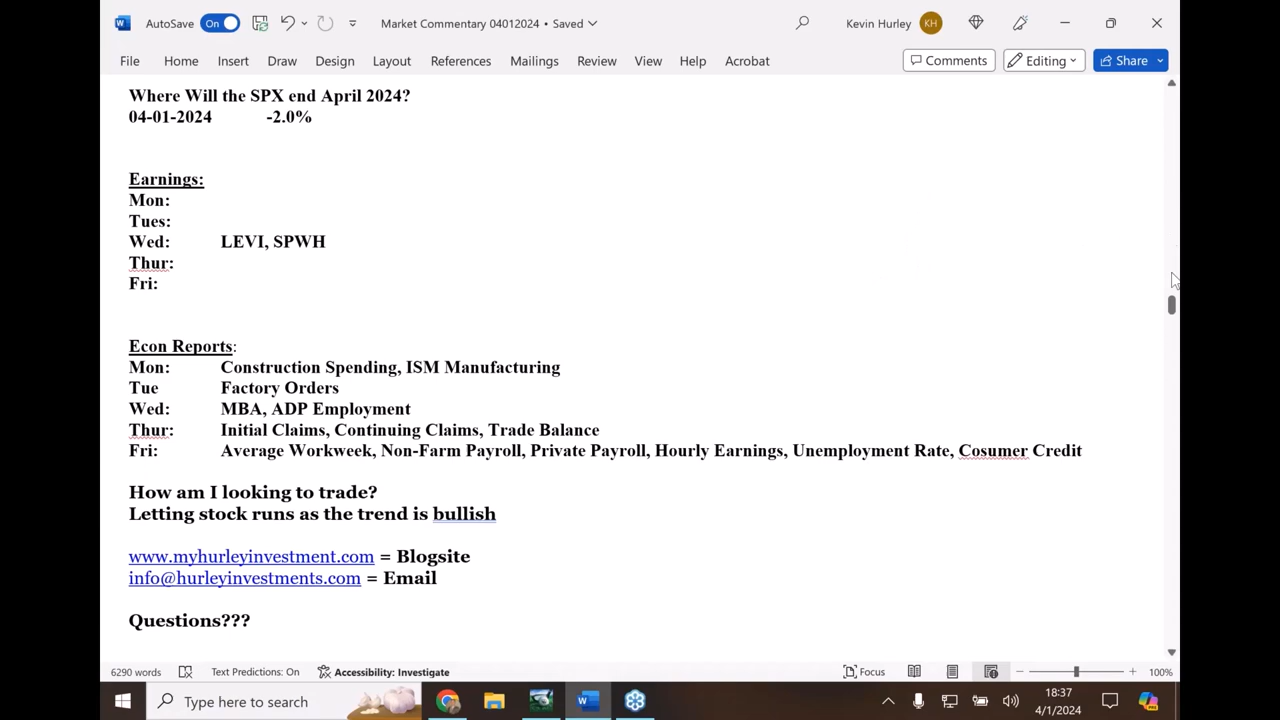 AutoSave On Market Commentary 04012024 • Saved Kevin Hurley KH
File Home Insert Draw Design Layout References Mailings Review View Help Acrobat Comments Editing Share
Where Will the SPX end April 2024?
04-01-2024 -2.0%
Earnings:
Mon:
Tues:
Wed: LEVI, SPWH
Thur:
Fri:
Econ Reports:
Mon: Construction Spending, ISM Manufacturing
Tue Factory Orders
Wed: MBA, ADP Employment
Thur: Initial Claims, Continuing Claims, Trade Balance
Fri: Average Workweek, Non-Farm Payroll, Private Payroll, Hourly Earnings, Unemployment Rate, Cosumer Credit
How am I looking to trade?
Letting stock runs as the trend is bullish
www.myhurleyinvestment.com = Blogsite
info@hurleyinvestments.com = Email
Questions???
6290 words Text Predictions: On Accessibility: Investigate Focus 100%
Type here to search 18:37
4/1/2024